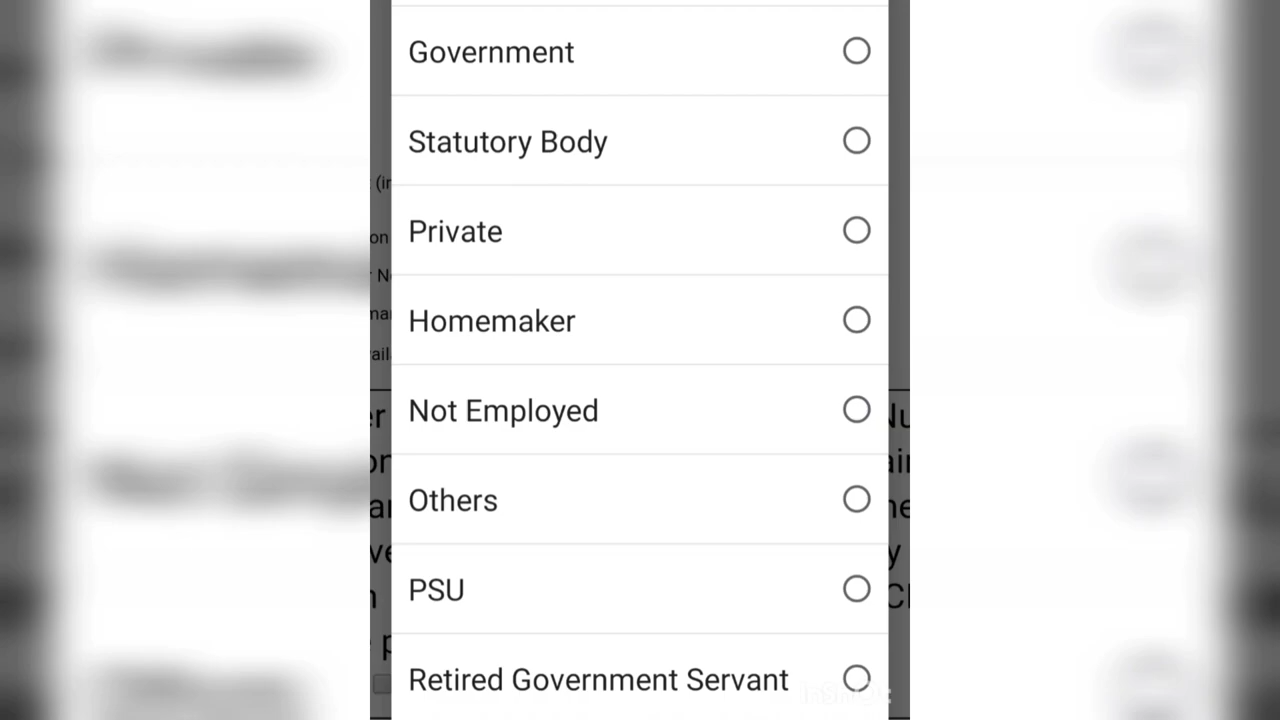 Government
Statutory Body
Private
Homemaker
Not Employed
Others
PSU
Retired Government Servant